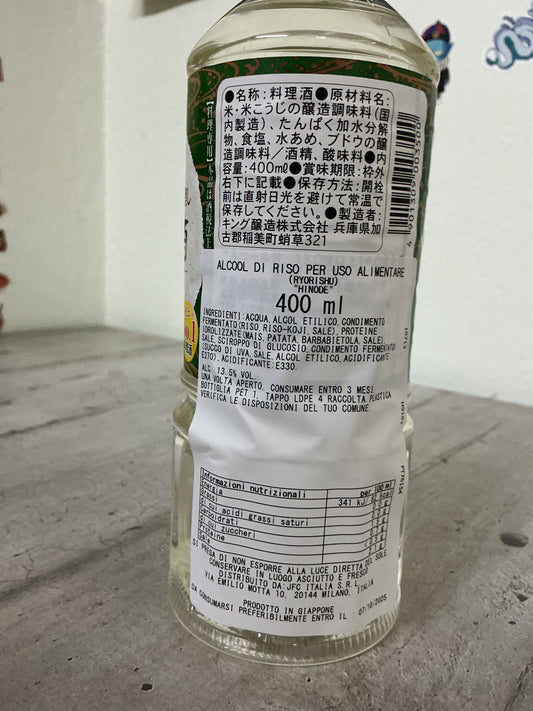 ●名称:料理酒●原材料名:
米・米こうじの醸造調味料(国
内製造)、たんぱく加水分解
物、食塩、水あめ、ブドウの醸
造調味料/酒精、酸味料●内
容量:400mℓ●賞味期限:枠外
右下に記載●保存方法:開栓
前は直射日光を避けて常温で
保存してください。●製造者:
キング醸造株式会社 兵庫県加
古郡稲美町蛸草321
4 901309 003500
ALCOOL DI RISO PER USO ALIMENTARE
(RYORISHU)
"HINODE"
400 ml
INGREDIENTI:ACQUA, ALCOL ETILICO, CONDIMENTO
FERMENTATO(RISO, RISO-KOJI, SALE), PROTEINE
IDROLIZZATE(MAIS, PATATA, BARBABIETOLA, SALE),
SALE, SCIROPPO DI GLUCOSIO, CONDIMENTO FERMENTATO
(SUCCO DI UVA, SALE, ALCOL ETILICO, ACIDIFICANTE:
E270), ACIDIFICANTE:E330.
ALC 13.5% VOL.
UNA VOLTA APERTO, CONSUMARE ENTRO 3 MESI.
BOTTIGLIA PET 1, TAPPO LDPE 4 RACCOLTA PLASTICA
VERIFICA LE DISPOSIZIONI DEL TUO COMUNE
Informazioni nutrizionali per 100 ml
Energia 341 kJ/
Grassi
di cui acidi grassi saturi
Carboidrati
di cui zuccheri
Proteine
Sale
SI PREGA DI NON ESPORRE ALLA LUCE DIRETTA DEL SOLE.
CONSERVARE IN LUOGO ASCIUTTO E FRESCO
DISTRIBUITO DA:JFC ITALIA S.R.L.
VIA EMILIO MOTTA 10, 20144 MILANO, ITALIA
PRODOTTO IN GIAPPONE
DA CONSUMARSI PREFERIBILMENTE ENTRO IL : 07/10/2025